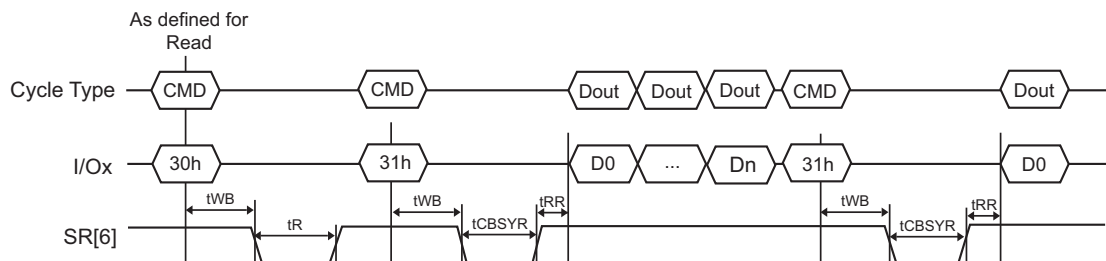 As defined for
Read
Cycle Type CMD CMD Dout Dout Dout CMD Dout
I/Ox 30h 31h D0 ... Dn 31h D0
tWB tR tWB tCBSYR tRR tWB tCBSYR tRR
SR[6]